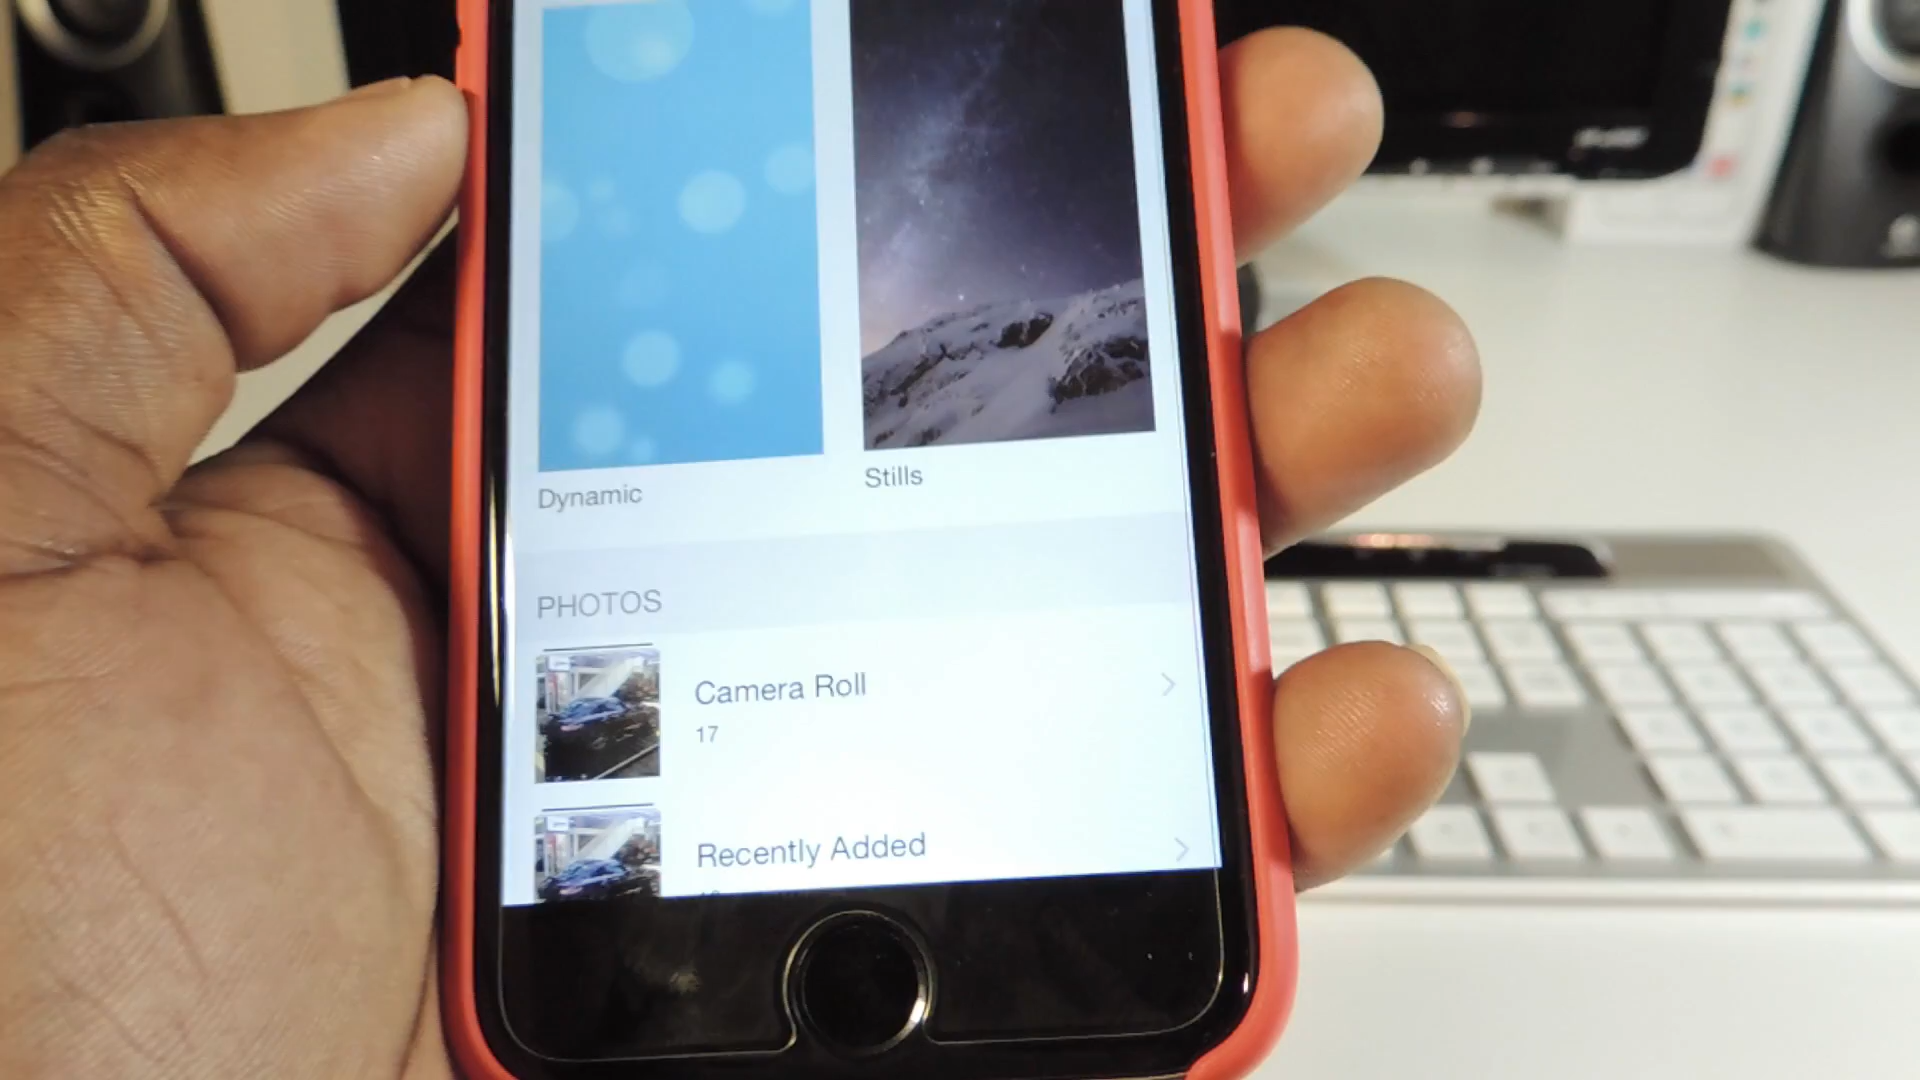 Dynamic
Stills
PHOTOS
Camera Roll
17
Recently Added